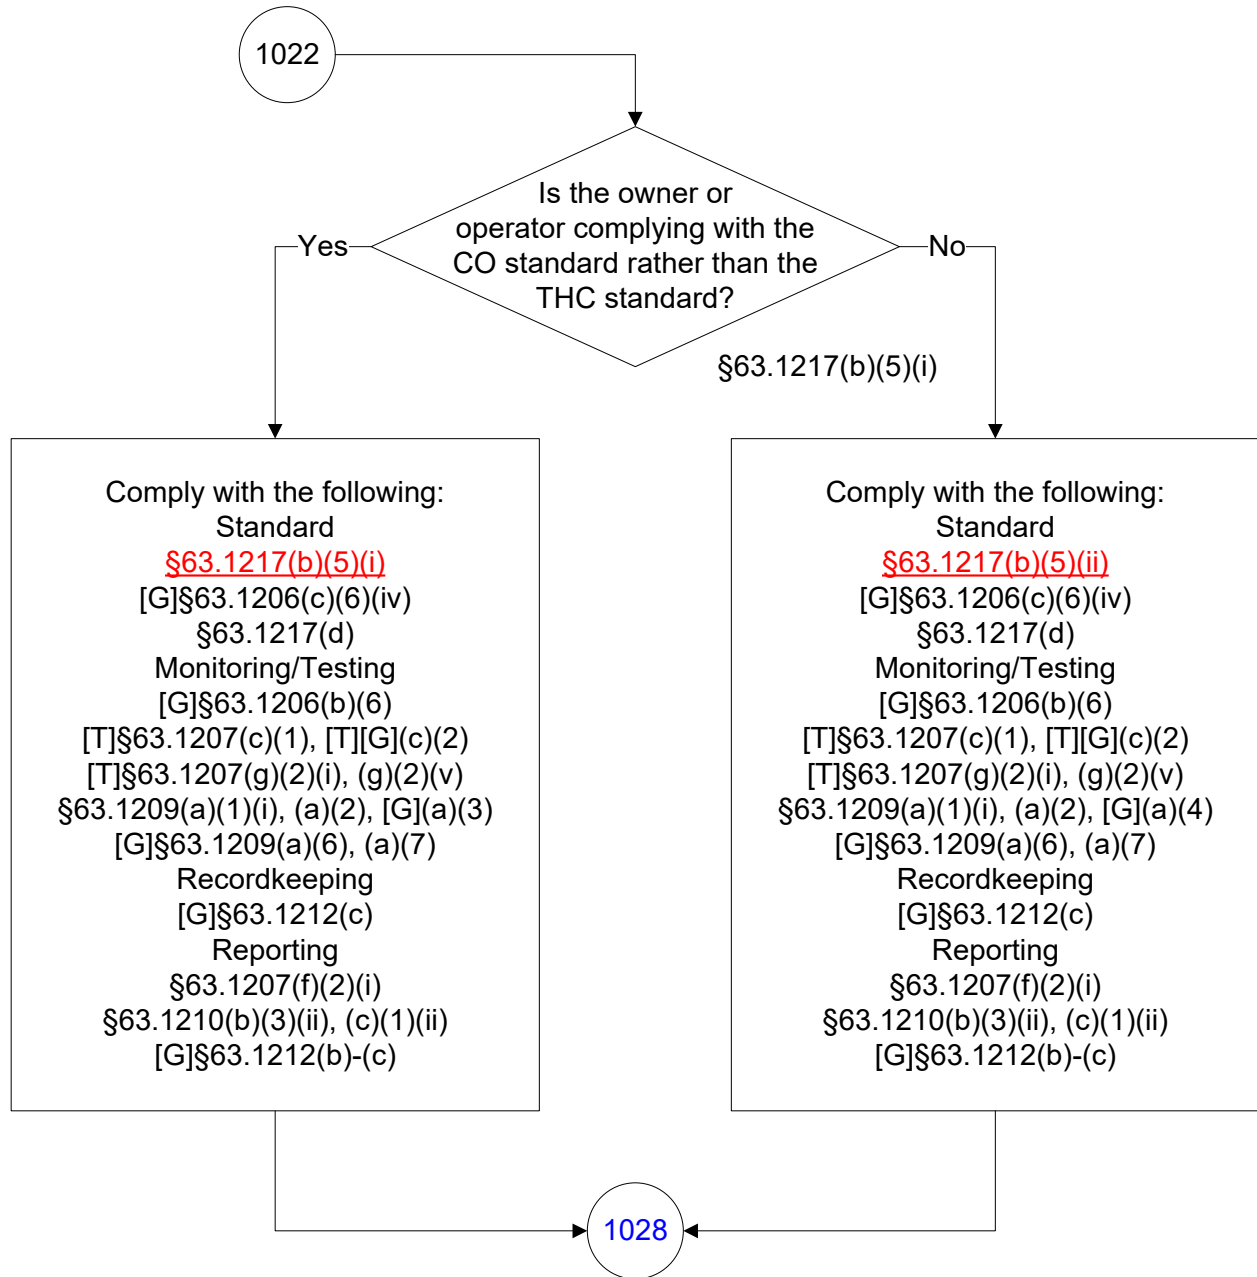 1022
Is the owner or
operator complying with the
CO standard rather than the
THC standard?
Yes
No
§63.1217(b)(5)(i)
Comply with the following:
Standard
§63.1217(b)(5)(i)
[G]§63.1206(c)(6)(iv)
§63.1217(d)
Monitoring/Testing
[G]§63.1206(b)(6)
[T]§63.1207(c)(1), [T][G](c)(2)
[T]§63.1207(g)(2)(i), (g)(2)(v)
§63.1209(a)(1)(i), (a)(2), [G](a)(3)
[G]§63.1209(a)(6), (a)(7)
Recordkeeping
[G]§63.1212(c)
Reporting
§63.1207(f)(2)(i)
§63.1210(b)(3)(ii), (c)(1)(ii)
[G]§63.1212(b)-(c)
Comply with the following:
Standard
§63.1217(b)(5)(ii)
[G]§63.1206(c)(6)(iv)
§63.1217(d)
Monitoring/Testing
[G]§63.1206(b)(6)
[T]§63.1207(c)(1), [T][G](c)(2)
[T]§63.1207(g)(2)(i), (g)(2)(v)
§63.1209(a)(1)(i), (a)(2), [G](a)(4)
[G]§63.1209(a)(6), (a)(7)
Recordkeeping
[G]§63.1212(c)
Reporting
§63.1207(f)(2)(i)
§63.1210(b)(3)(ii), (c)(1)(ii)
[G]§63.1212(b)-(c)
1028